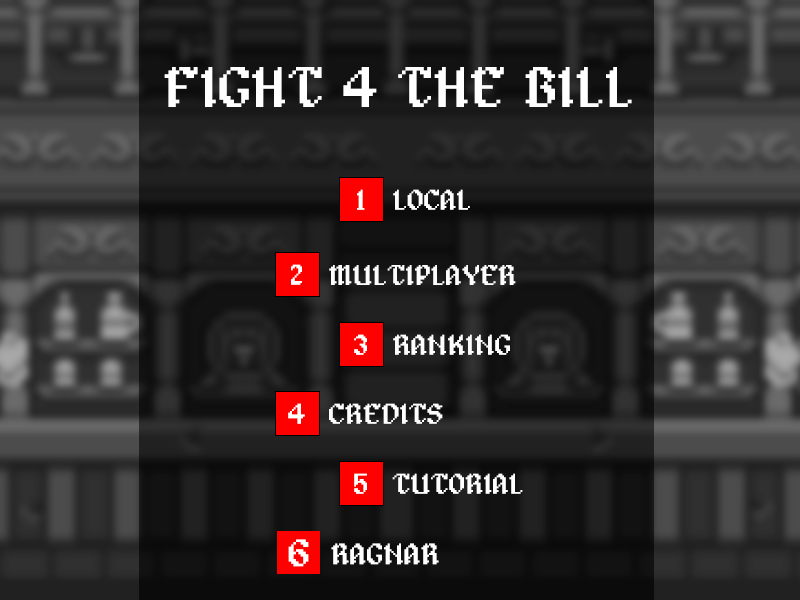 FIGHT 4 THE BILL
1 LOCAL
2 MULTIPLAYER
3 RANKING
4 CREDITS
5 TUTORIAL
6 RAGNAR